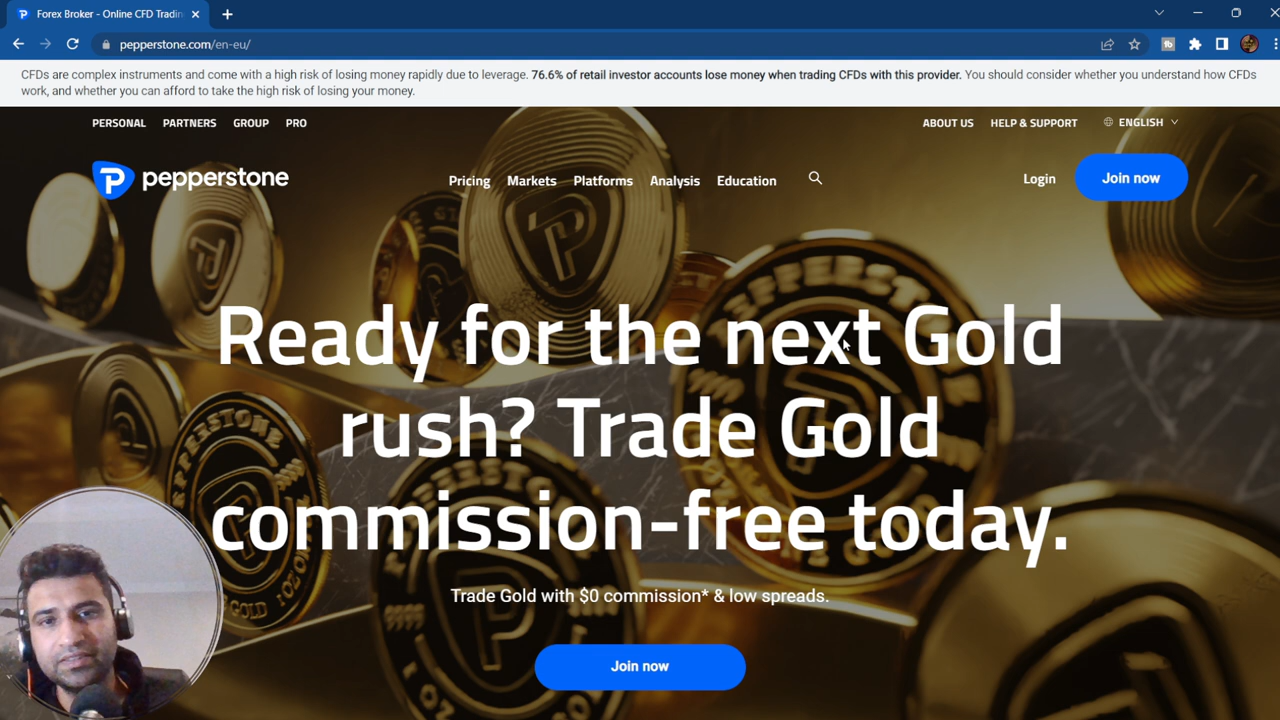 Forex Broker - Online CFD Tradin
pepperstone.com/en-eu/
CFDs are complex instruments and come with a high risk of losing money rapidly due to leverage. 76.6% of retail investor accounts lose money when trading CFDs with this provider. You should consider whether you understand how CFDs
work, and whether you can afford to take the high risk of losing your money.
PERSONAL PARTNERS GROUP PRO ABOUT US HELP & SUPPORT ENGLISH
pepperstone Pricing Markets Platforms Analysis Education Login Join now
Ready for the next Gold
rush? Trade Gold
commission-free today.
Trade Gold with $0 commission* & low spreads.
Join now
PEPPERSTONE
9999
1 OZ
GOLD